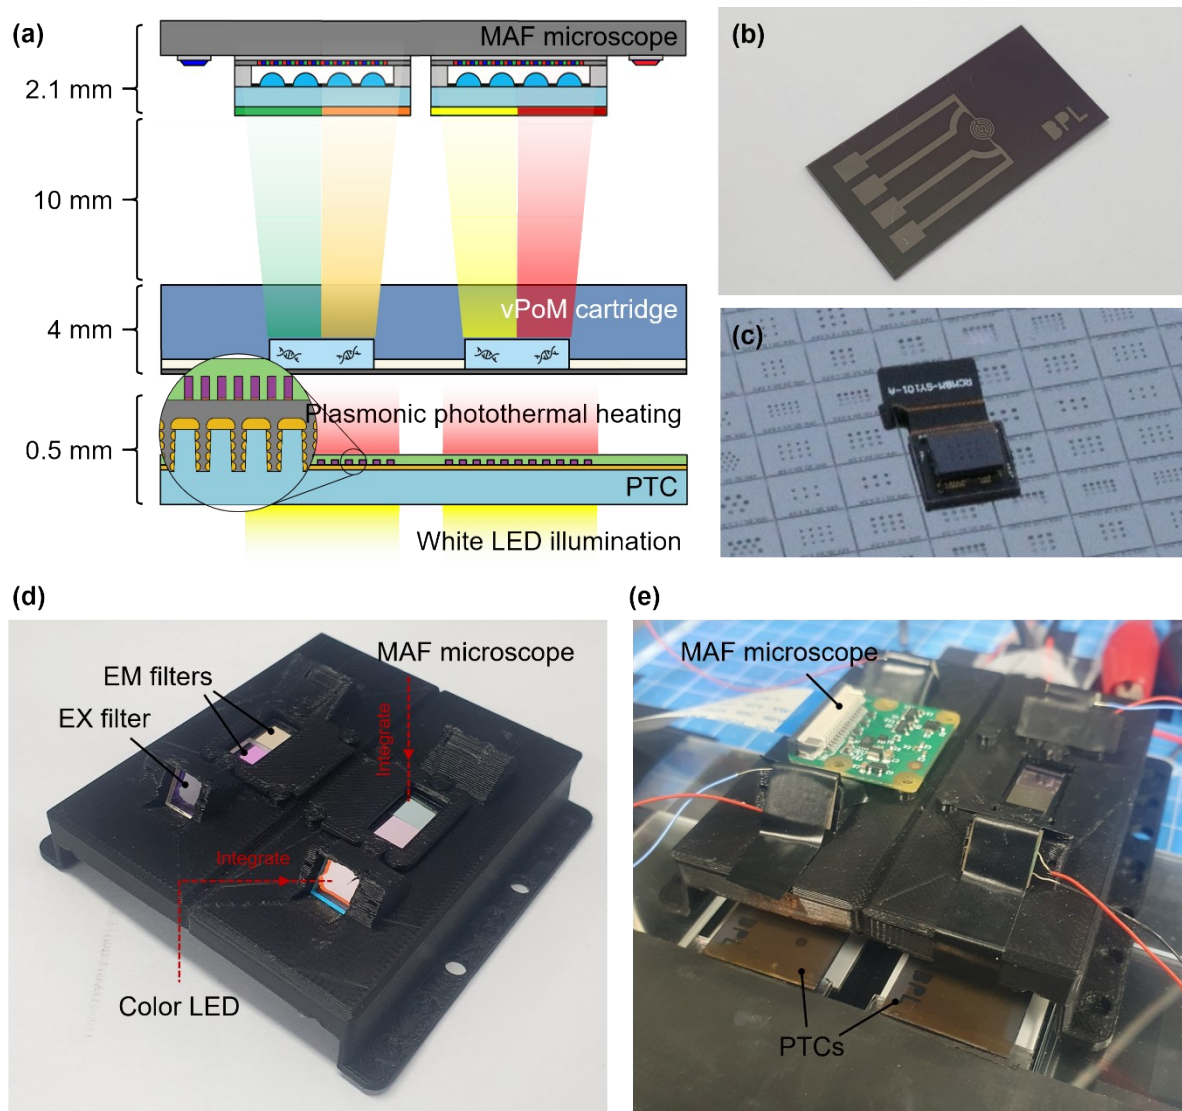 (a)
MAF microscope
2.1 mm
10 mm
vPoM cartridge
4 mm
Plasmonic photothermal heating
0.5 mm
PTC
White LED illumination
(b)
BPL
(c)
RCM8M-SY101-A
(d)
MAF microscope
EM filters
EX filter
Integrate
Integrate
Color LED
(e)
MAF microscope
PTCs